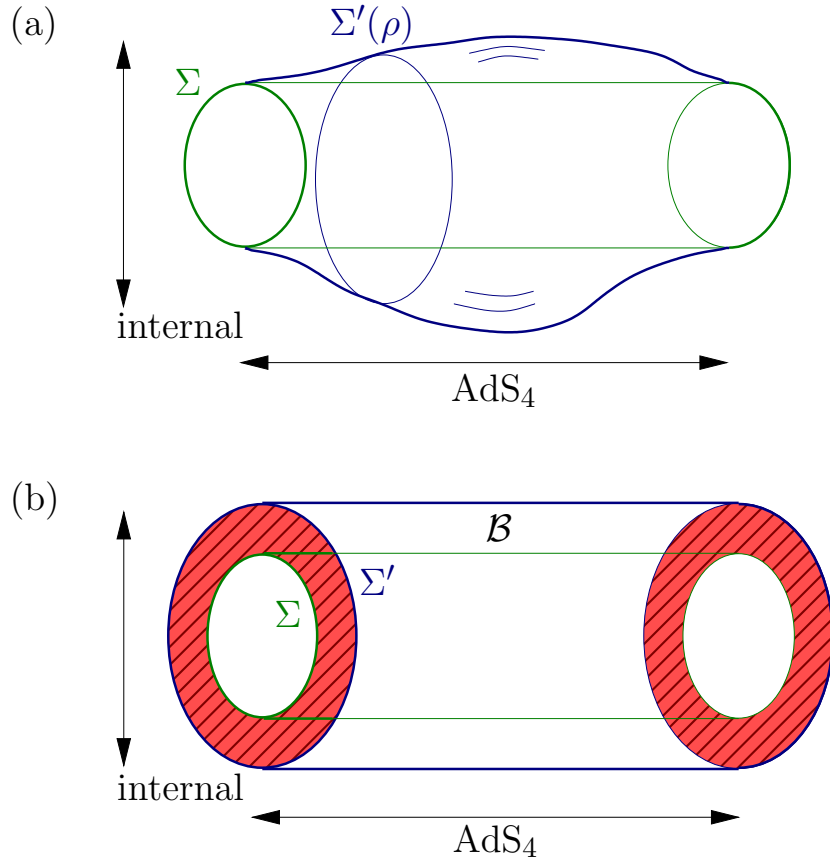 (a)
Σ′(ρ)
Σ
internal
AdS₄
(b)
ℬ
Σ′
Σ
internal
AdS₄